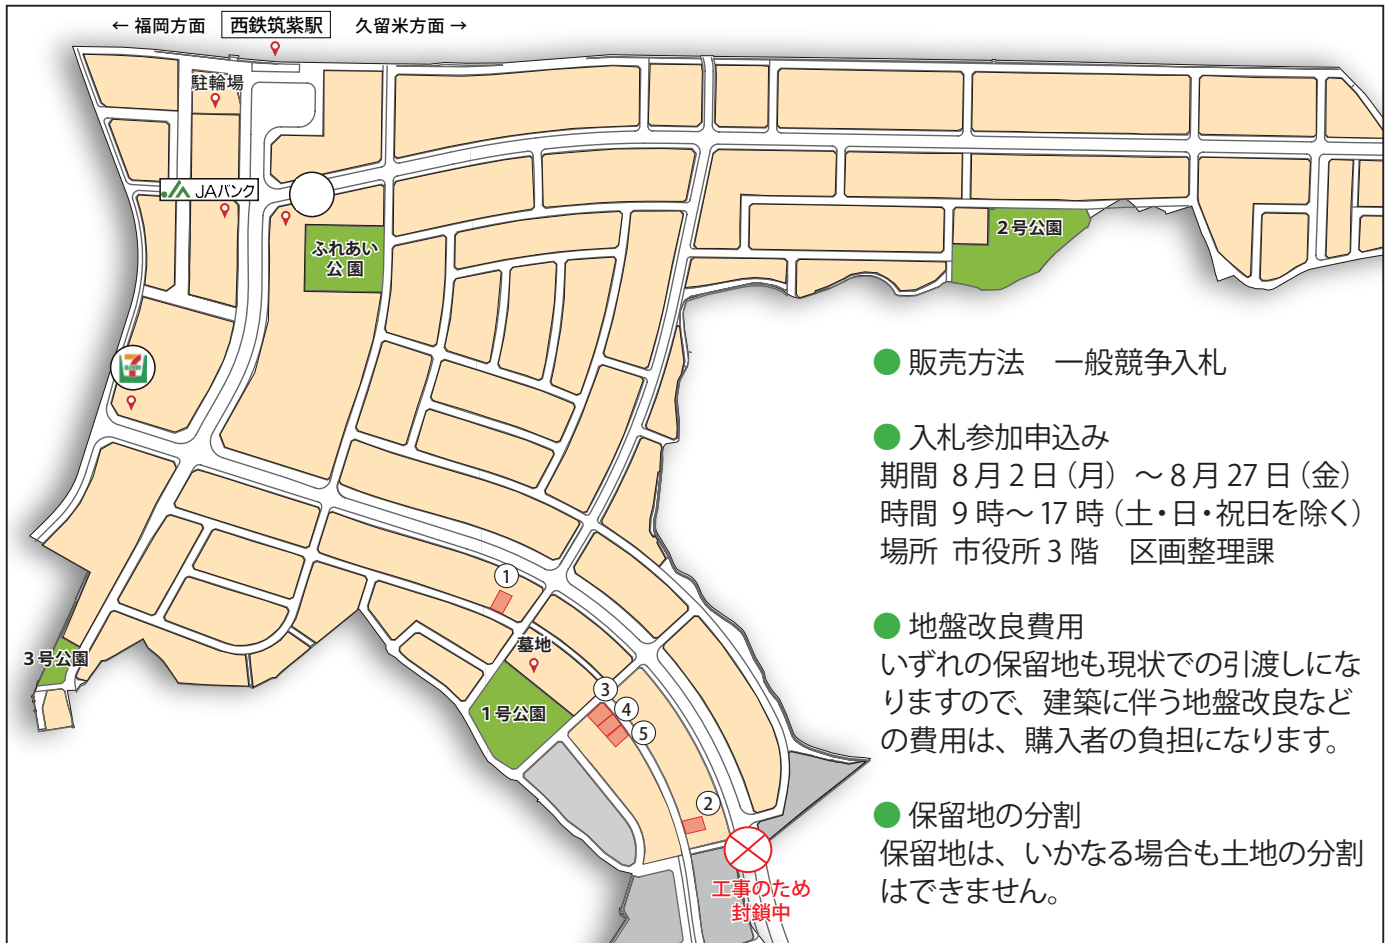 ← 福岡方面 西鉄筑紫駅 久留米方面 →
駐輪場
JAバンク
ふれあい
公園
2号公園
7
ELEVEN
3号公園
墓地
1号公園
①
③
④
⑤
②
工事のため
封鎖中
● 販売方法 一般競争入札
● 入札参加申込み
期間 8月2日(月) ～8月27日(金)
時間 9時～17時(土・日・祝日を除く)
場所 市役所3階 区画整理課
● 地盤改良費用
いずれの保留地も現状での引渡しにな
りますので、建築に伴う地盤改良など
の費用は、購入者の負担になります。
● 保留地の分割
保留地は、いかなる場合も土地の分割
はできません。